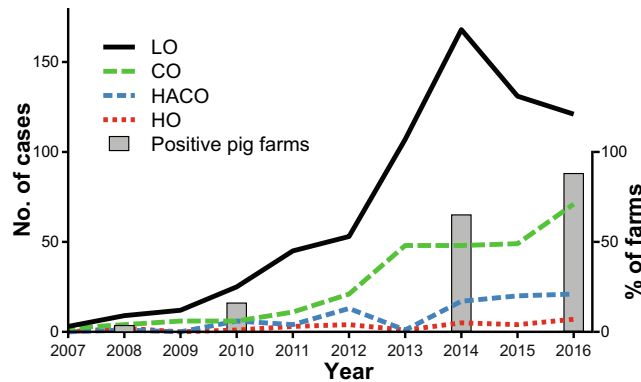 LO
CO
HACO
HO
Positive pig farms
No. of cases
150
100
50
0
100
50
0
% of farms
2007 2008 2009 2010 2011 2012 2013 2014 2015 2016
Year